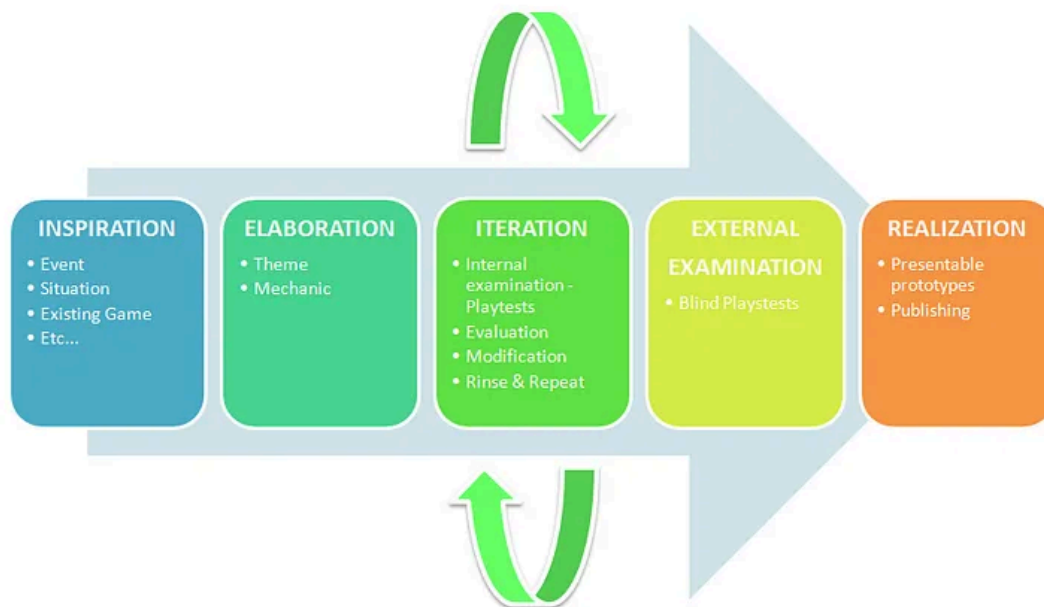 INSPIRATION
• Event
• Situation
• Existing Game
• Etc...
ELABORATION
• Theme
• Mechanic
ITERATION
• Internal
examination -
Playtests
• Evaluation
• Modification
• Rinse & Repeat
EXTERNAL
EXAMINATION
• Blind Playstests
REALIZATION
• Presentable
prototypes
• Publishing